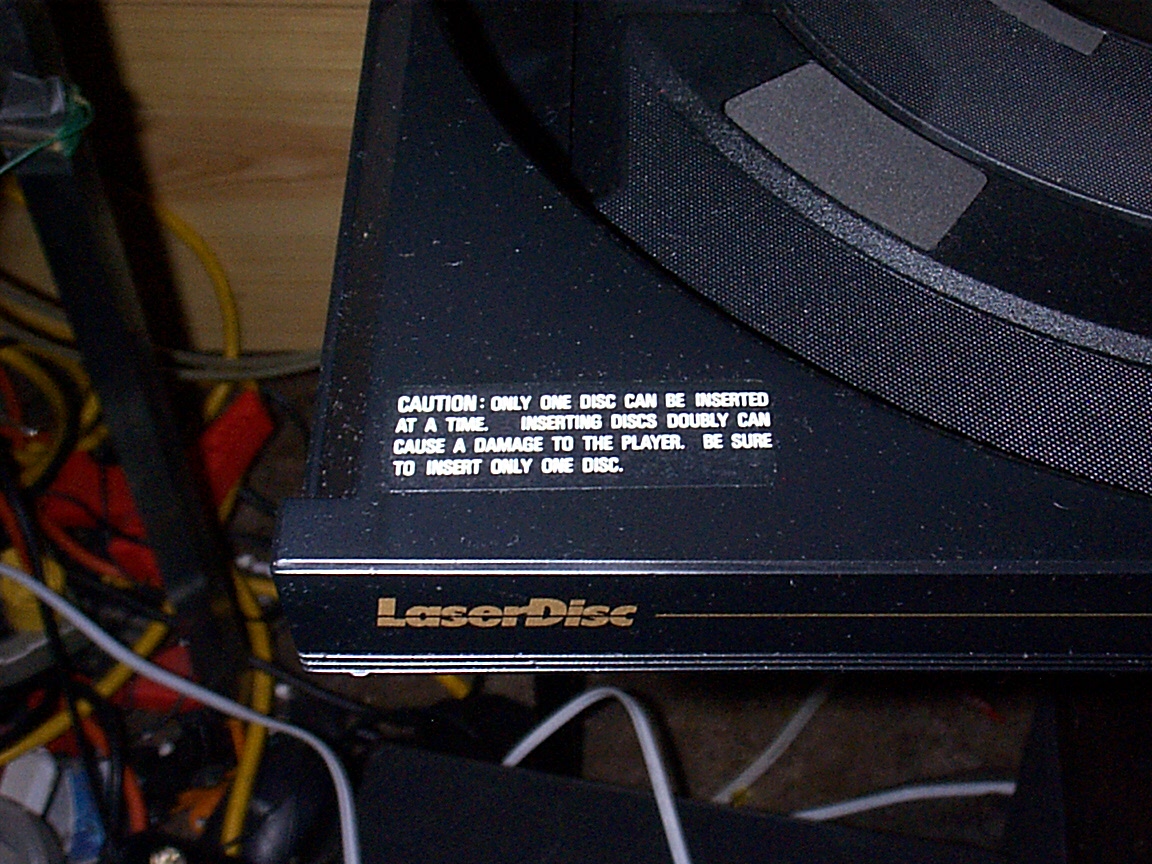 CAUTION: ONLY ONE DISC CAN BE INSERTED
AT A TIME. INSERTING DISCS DOUBLY CAN
CAUSE A DAMAGE TO THE PLAYER. BE SURE
TO INSERT ONLY ONE DISC.
LaserDisc